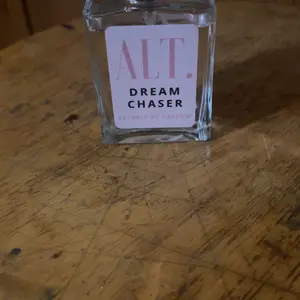 ALT.
DREAM
CHASER
EXTRAIT DE PARFUM